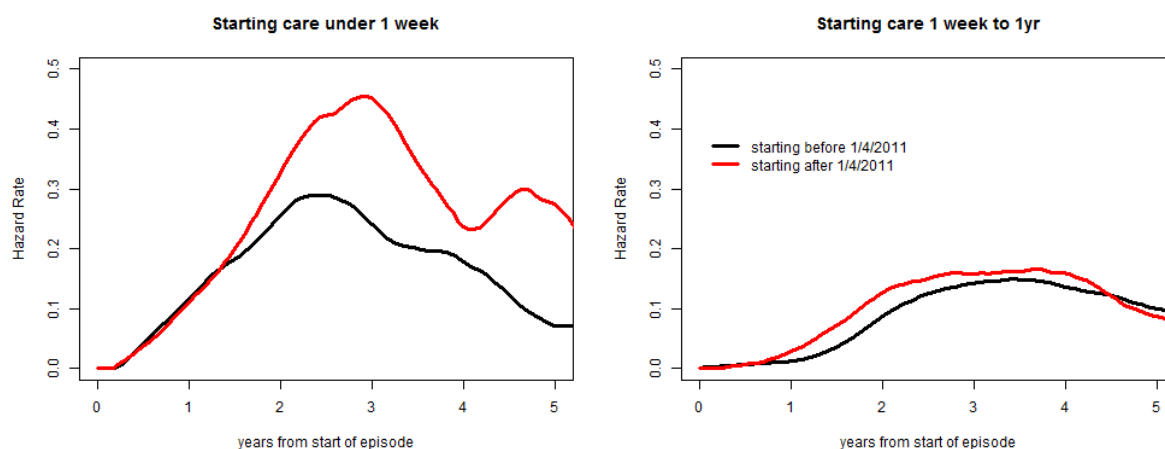 Starting care under 1 week
Hazard Rate
0.5
0.4
0.3
0.2
0.1
0.0
0 1 2 3 4 5
years from start of episode
Starting care 1 week to 1yr
Hazard Rate
0.5
0.4
0.3
0.2
0.1
0.0
starting before 1/4/2011
starting after 1/4/2011
0 1 2 3 4 5
years from start of episode